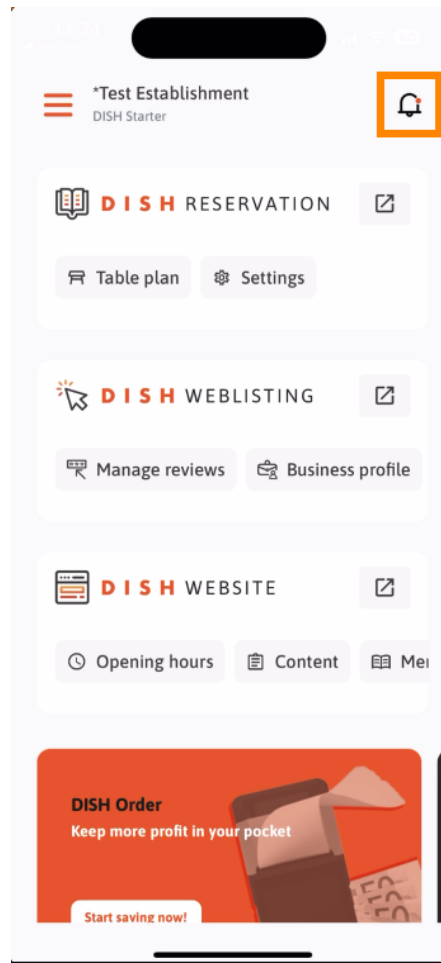 *Test Establishment
DISH Starter
DISH RESERVATION
Table plan Settings
DISH WEBLISTING
Manage reviews Business profile
DISH WEBSITE
Opening hours Content
DISH Order
Keep more profit in your pocket
Start saving now!